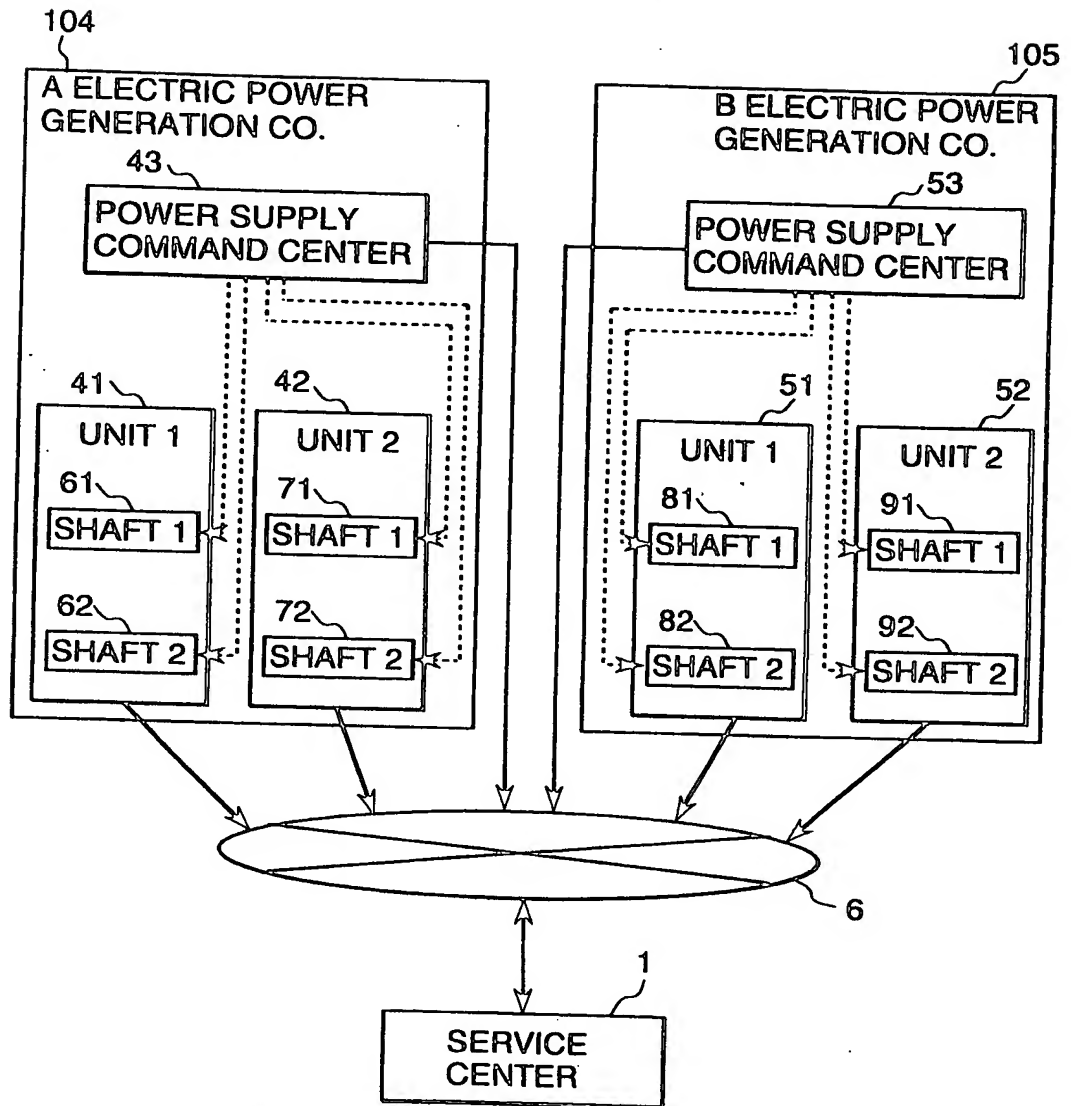 104
A ELECTRIC POWER
GENERATION CO.
43
POWER SUPPLY
COMMAND CENTER
41
UNIT 1
61
SHAFT 1
62
SHAFT 2
42
UNIT 2
71
SHAFT 1
72
SHAFT 2
105
B ELECTRIC POWER
GENERATION CO.
53
POWER SUPPLY
COMMAND CENTER
51
UNIT 1
81
SHAFT 1
82
SHAFT 2
52
UNIT 2
91
SHAFT 1
92
SHAFT 2
6
1
SERVICE
CENTER